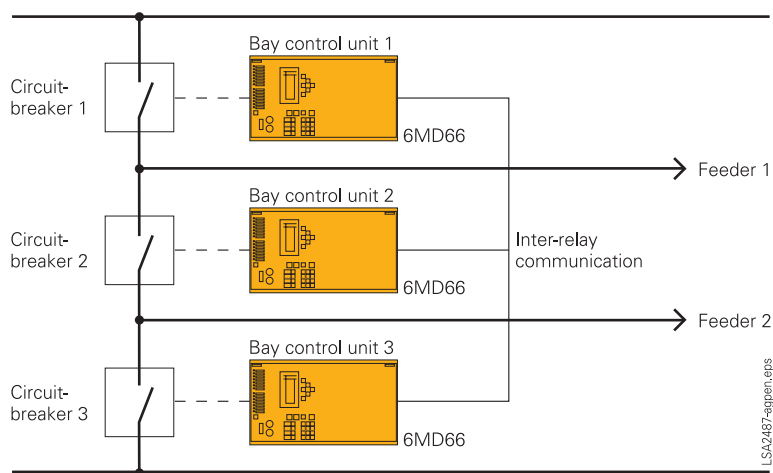 Bay control unit 1
Circuit-
breaker 1
6MD66
Feeder 1
Bay control unit 2
Circuit-
breaker 2
Inter-relay
communication
6MD66
Feeder 2
Bay control unit 3
Circuit-
breaker 3
6MD66
LSA2487-agpen.eps